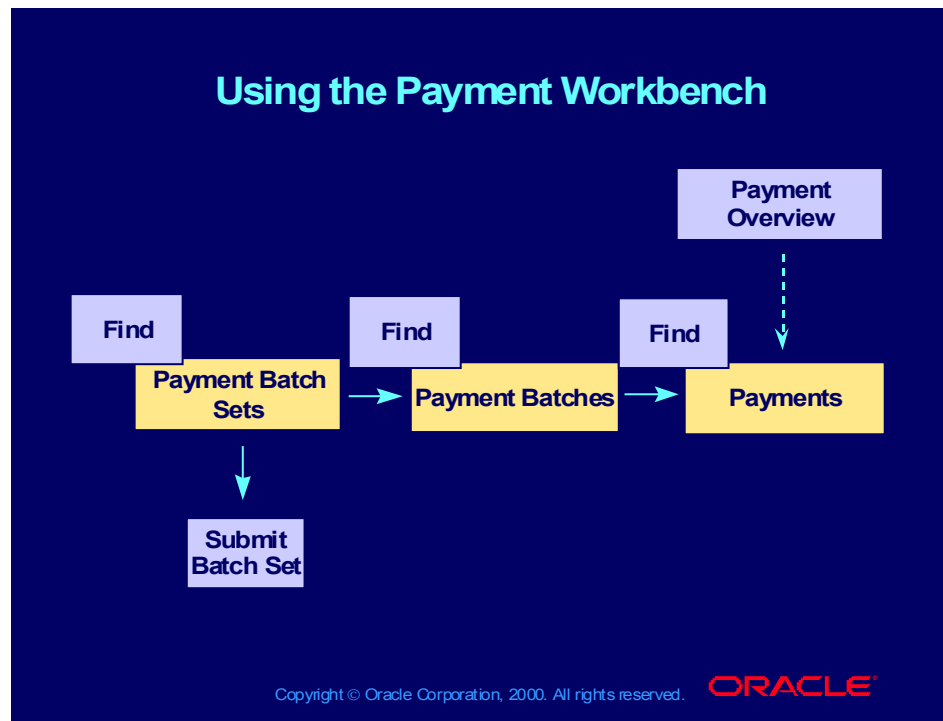 Using the Payment Workbench
Payment
Overview
Find
Find
Find
Payment Batch
Sets
Payment Batches
Payments
Submit
Batch Set
Copyright © Oracle Corporation, 2000. All rights reserved.
ORACLE®